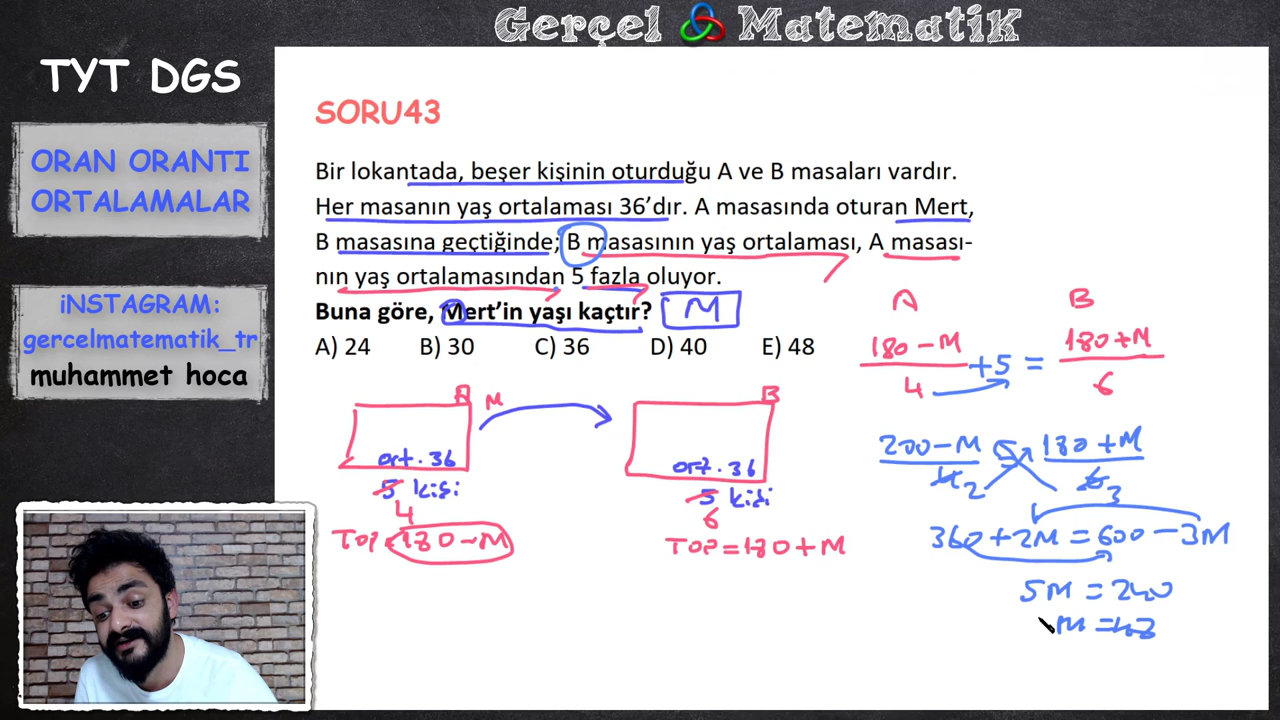 Gerçel Matematik
TYT DGS
ORAN ORANTI
ORTALAMALAR
iNSTAGRAM:
gercelmatematik_tr
muhammet hoca
SORU43
Bir lokantada, beşer kişinin oturduğu A ve B masaları vardır.
Her masanın yaş ortalaması 36’dır. A masasında oturan Mert,
B masasına geçtiğinde; B masasının yaş ortalaması, A masası-
nın yaş ortalamasından 5 fazla oluyor.
Buna göre, Mert’in yaşı kaçtır? M
A) 24 B) 30 C) 36 D) 40 E) 48
A B
180-M +5 = 180+M
4 6
A M B
ort. 36 ort. 36
5 kişi 5 kişi
4 6
TOP=180-M TOP=180+M
200-M 180+M
4 2 6 3
360+2M=600-3M
5M=240
M=48